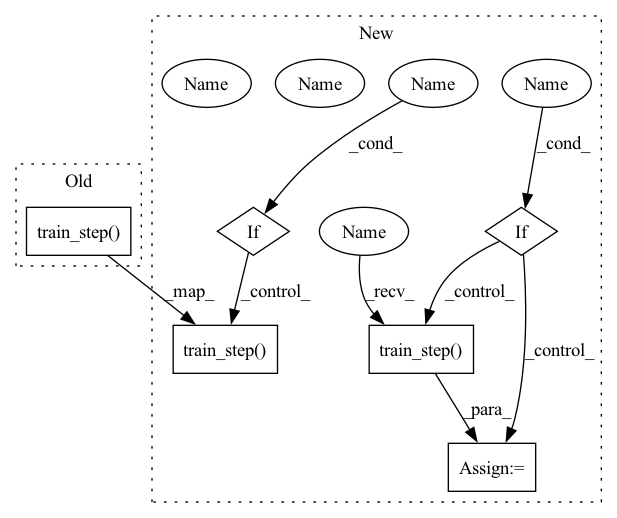 New
Name
Name
Name
Name
_cond_
_cond_
Old
train_step()
If
Name
If
_map_
_control_
_recv_
_control_
train_step()
train_step()
_control_
_para_
Assign:=